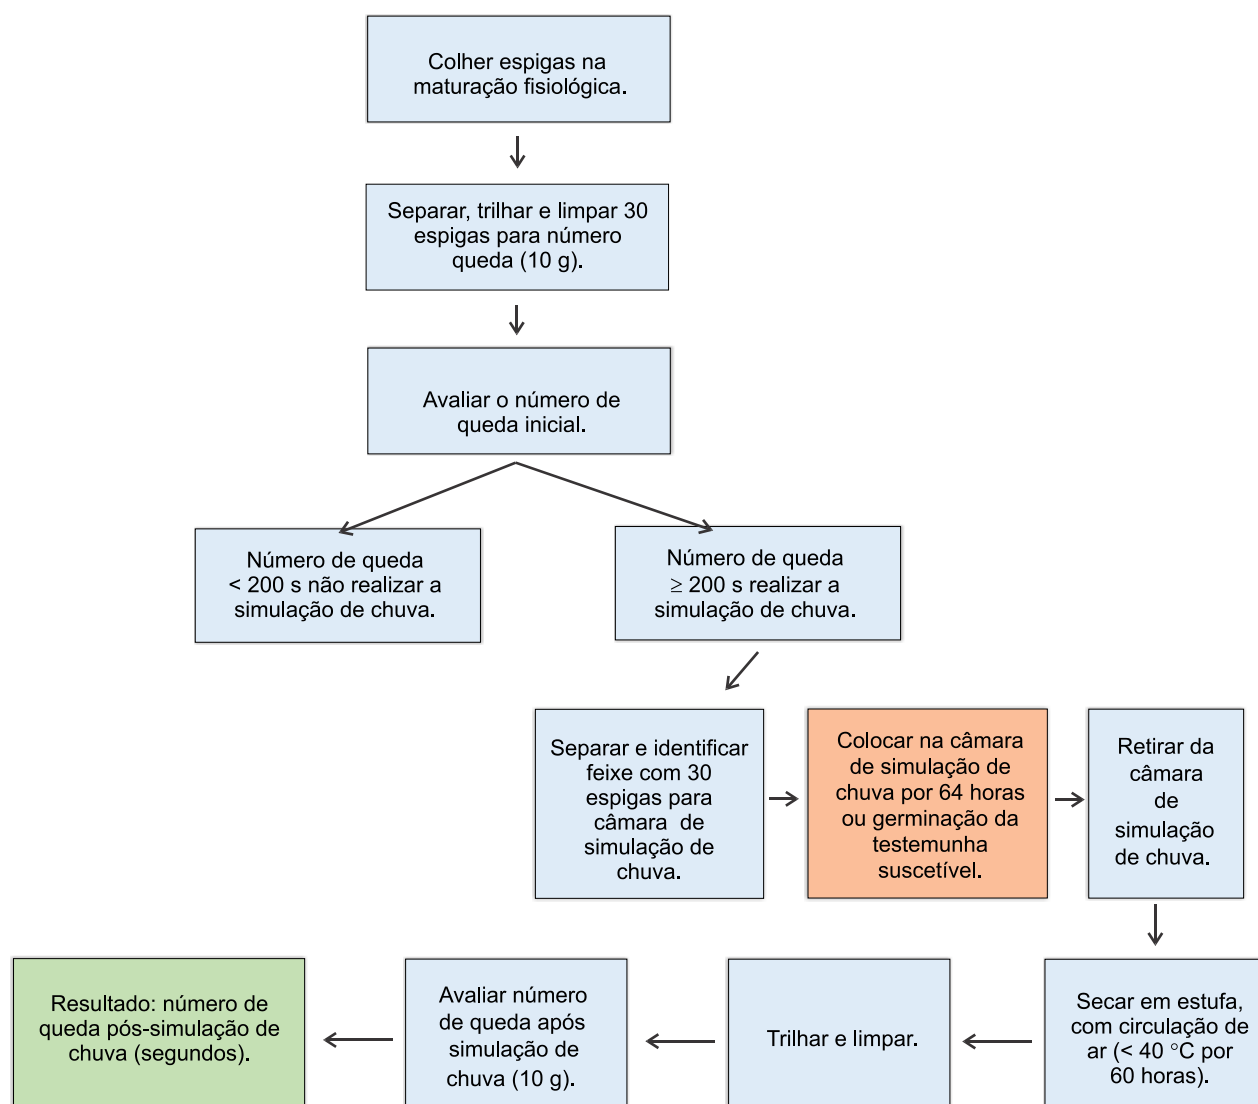 Colher espigas na
maturação fisiológica.
Separar, trilhar e limpar 30
espigas para número
queda (10 g).
Avaliar o número de
queda inicial.
Número de queda
< 200 s não realizar a
simulação de chuva.
Número de queda
≥ 200 s realizar a
simulação de chuva.
Separar e identificar
feixe com 30
espigas para
câmara de
simulação de
chuva.
Colocar na câmara
de simulação de
chuva por 64 horas
ou germinação da
testemunha
suscetível.
Retirar da
câmara
de
simulação
de chuva.
Secar em estufa,
com circulação de
ar (< 40 °C por
60 horas).
Trilhar e limpar.
Avaliar número
de queda após
simulação de
chuva (10 g).
Resultado: número de
queda pós-simulação de
chuva (segundos).